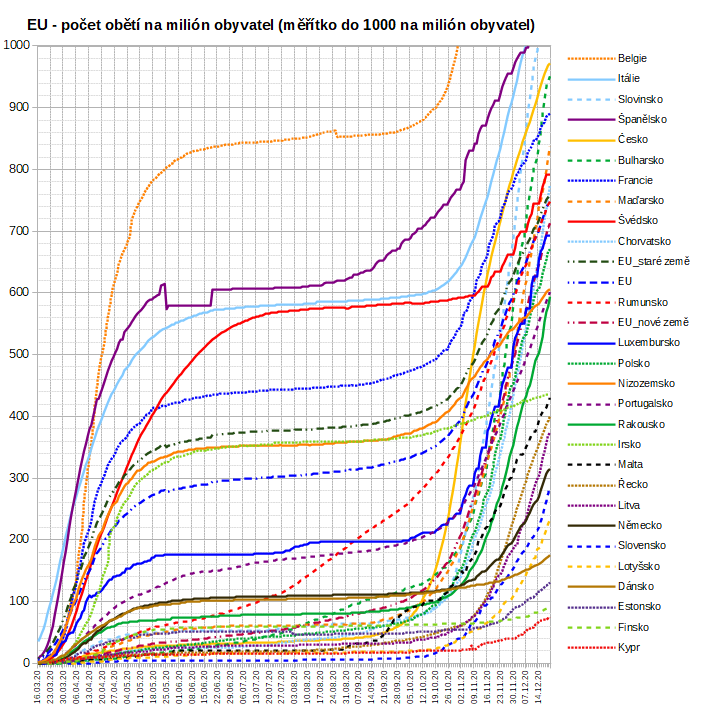 EU - počet obětí na milión obyvatel (měřítko do 1000 na milión obyvatel)
1000
900
800
700
600
500
400
300
200
100
0
Belgie
Itálie
Slovinsko
Španělsko
Česko
Bulharsko
Francie
Maďarsko
Švédsko
Chorvatsko
EU_staré země
EU
Rumunsko
EU_nové země
Luxembursko
Polsko
Nizozemsko
Portugalsko
Rakousko
Irsko
Malta
Řecko
Litva
Německo
Slovensko
Lotyšsko
Dánsko
Estonsko
Finsko
Kypr
16.03.20
23.03.20
30.03.20
06.04.20
13.04.20
20.04.20
27.04.20
04.05.20
11.05.20
18.05.20
25.05.20
01.06.20
08.06.20
15.06.20
22.06.20
29.06.20
06.07.20
13.07.20
20.07.20
27.07.20
03.08.20
10.08.20
17.08.20
24.08.20
31.08.20
07.09.20
14.09.20
21.09.20
28.09.20
05.10.20
12.10.20
19.10.20
26.10.20
02.11.20
09.11.20
16.11.20
23.11.20
30.11.20
07.12.20
14.12.20